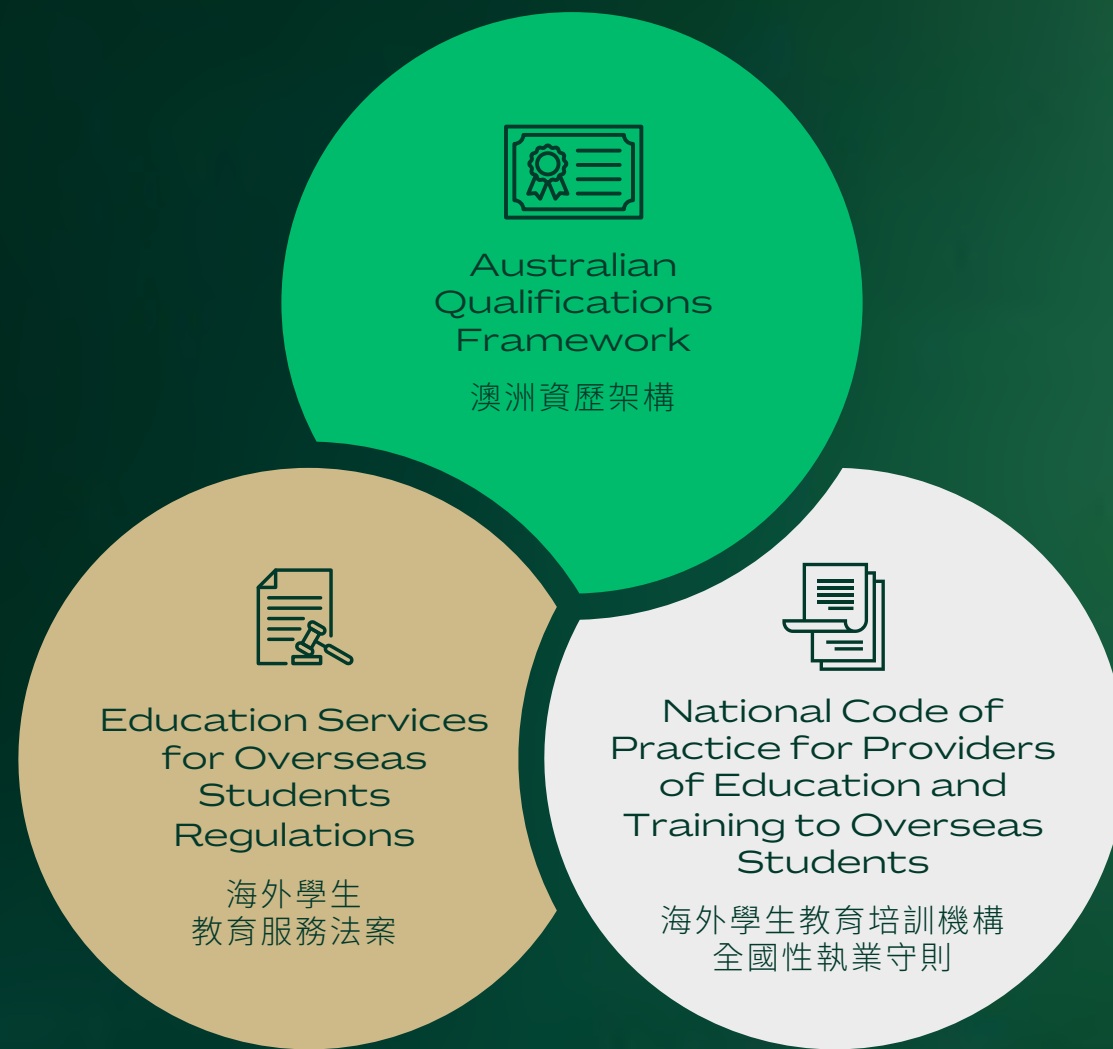 Australian
Qualifications
Framework
澳洲資歷架構
Education Services
for Overseas
Students
Regulations
海外學生
教育服務法案
National Code of
Practice for Providers
of Education and
Training to Overseas
Students
海外學生教育培訓機構
全國性執業守則